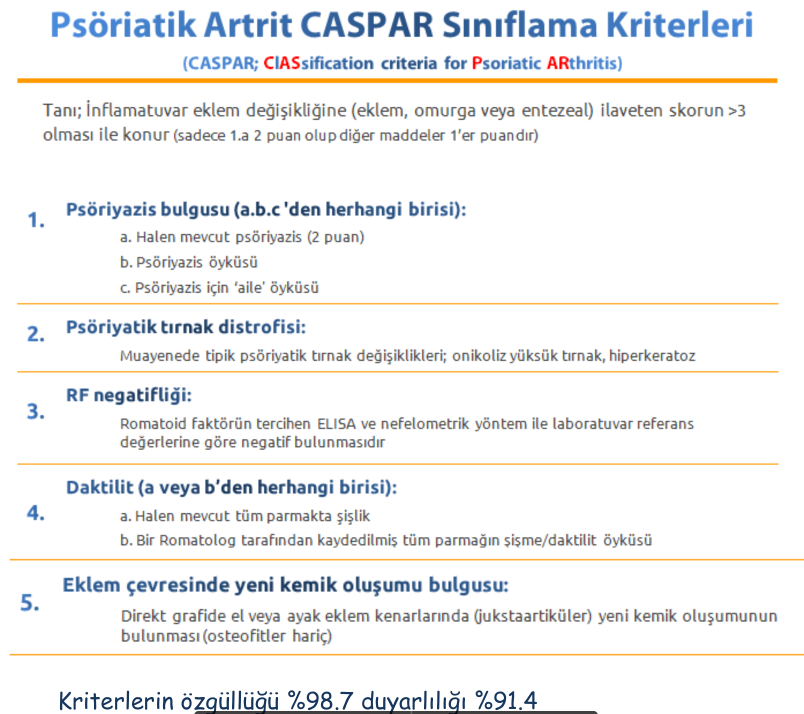 Psöriatik Artrit CASPAR Sınıflama Kriterleri
(CASPAR; ClASsification criteria for Psoriatic ARthritis)
Tanı; İnflamatuvar eklem değişikliğine (eklem, omurga veya entezeal) ilaveten skorun >3
olması ile konur (sadece 1.a 2 puan olup diğer maddeler 1'er puandır)
1. Psöriyazis bulgusu (a.b.c 'den herhangi birisi):
a. Halen mevcut psöriyazis (2 puan)
b. Psöriyazis öyküsü
c. Psöriyazis için ‘aile’ öyküsü
2. Psöriyatik tırnak distrofisi:
Muayenede tipik psöriyatik tırnak değişiklikleri; onikoliz yüksük tırnak, hiperkeratoz
3. RF negatifliği:
Romatoid faktörün tercihen ELISA ve nefelometrik yöntem ile laboratuvar referans
değerlerine göre negatif bulunmasıdır
4. Daktilit (a veya b’den herhangi birisi):
a. Halen mevcut tüm parmakta şişlik
b. Bir Romatolog tarafından kaydedilmiş tüm parmağın şişme/daktilit öyküsü
5. Eklem çevresinde yeni kemik oluşumu bulgusu:
Direkt grafide el veya ayak eklem kenarlarında (jukstaartiküler) yeni kemik oluşumunun
bulunması (osteofitler hariç)
Kriterlerin özgüllüğü %98.7 duyarlılığı %91.4